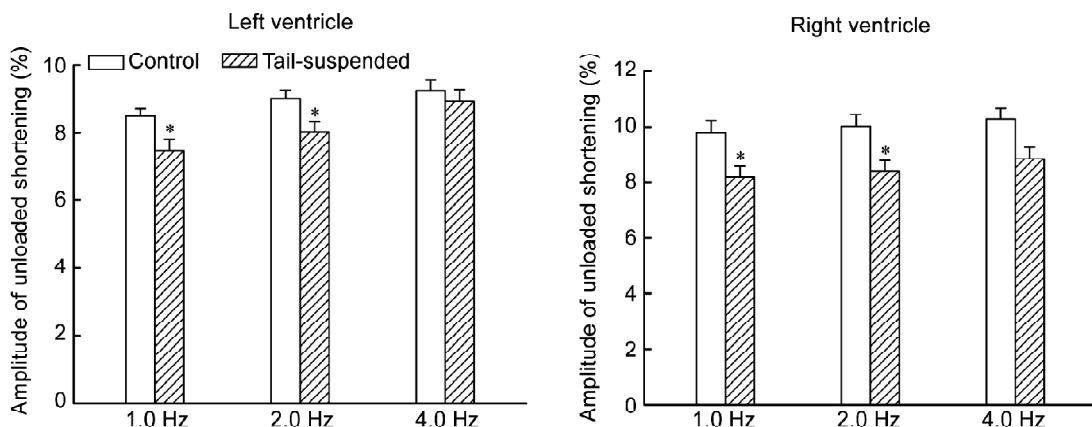 Left ventricle
Amplitude of unloaded shortening (%)
10
8
6
4
2
0
Control
Tail-suspended
*
*
1.0 Hz
2.0 Hz
4.0 Hz
Right ventricle
Amplitude of unloaded shortening (%)
12
10
8
6
4
2
0
*
*
1.0 Hz
2.0 Hz
4.0 Hz